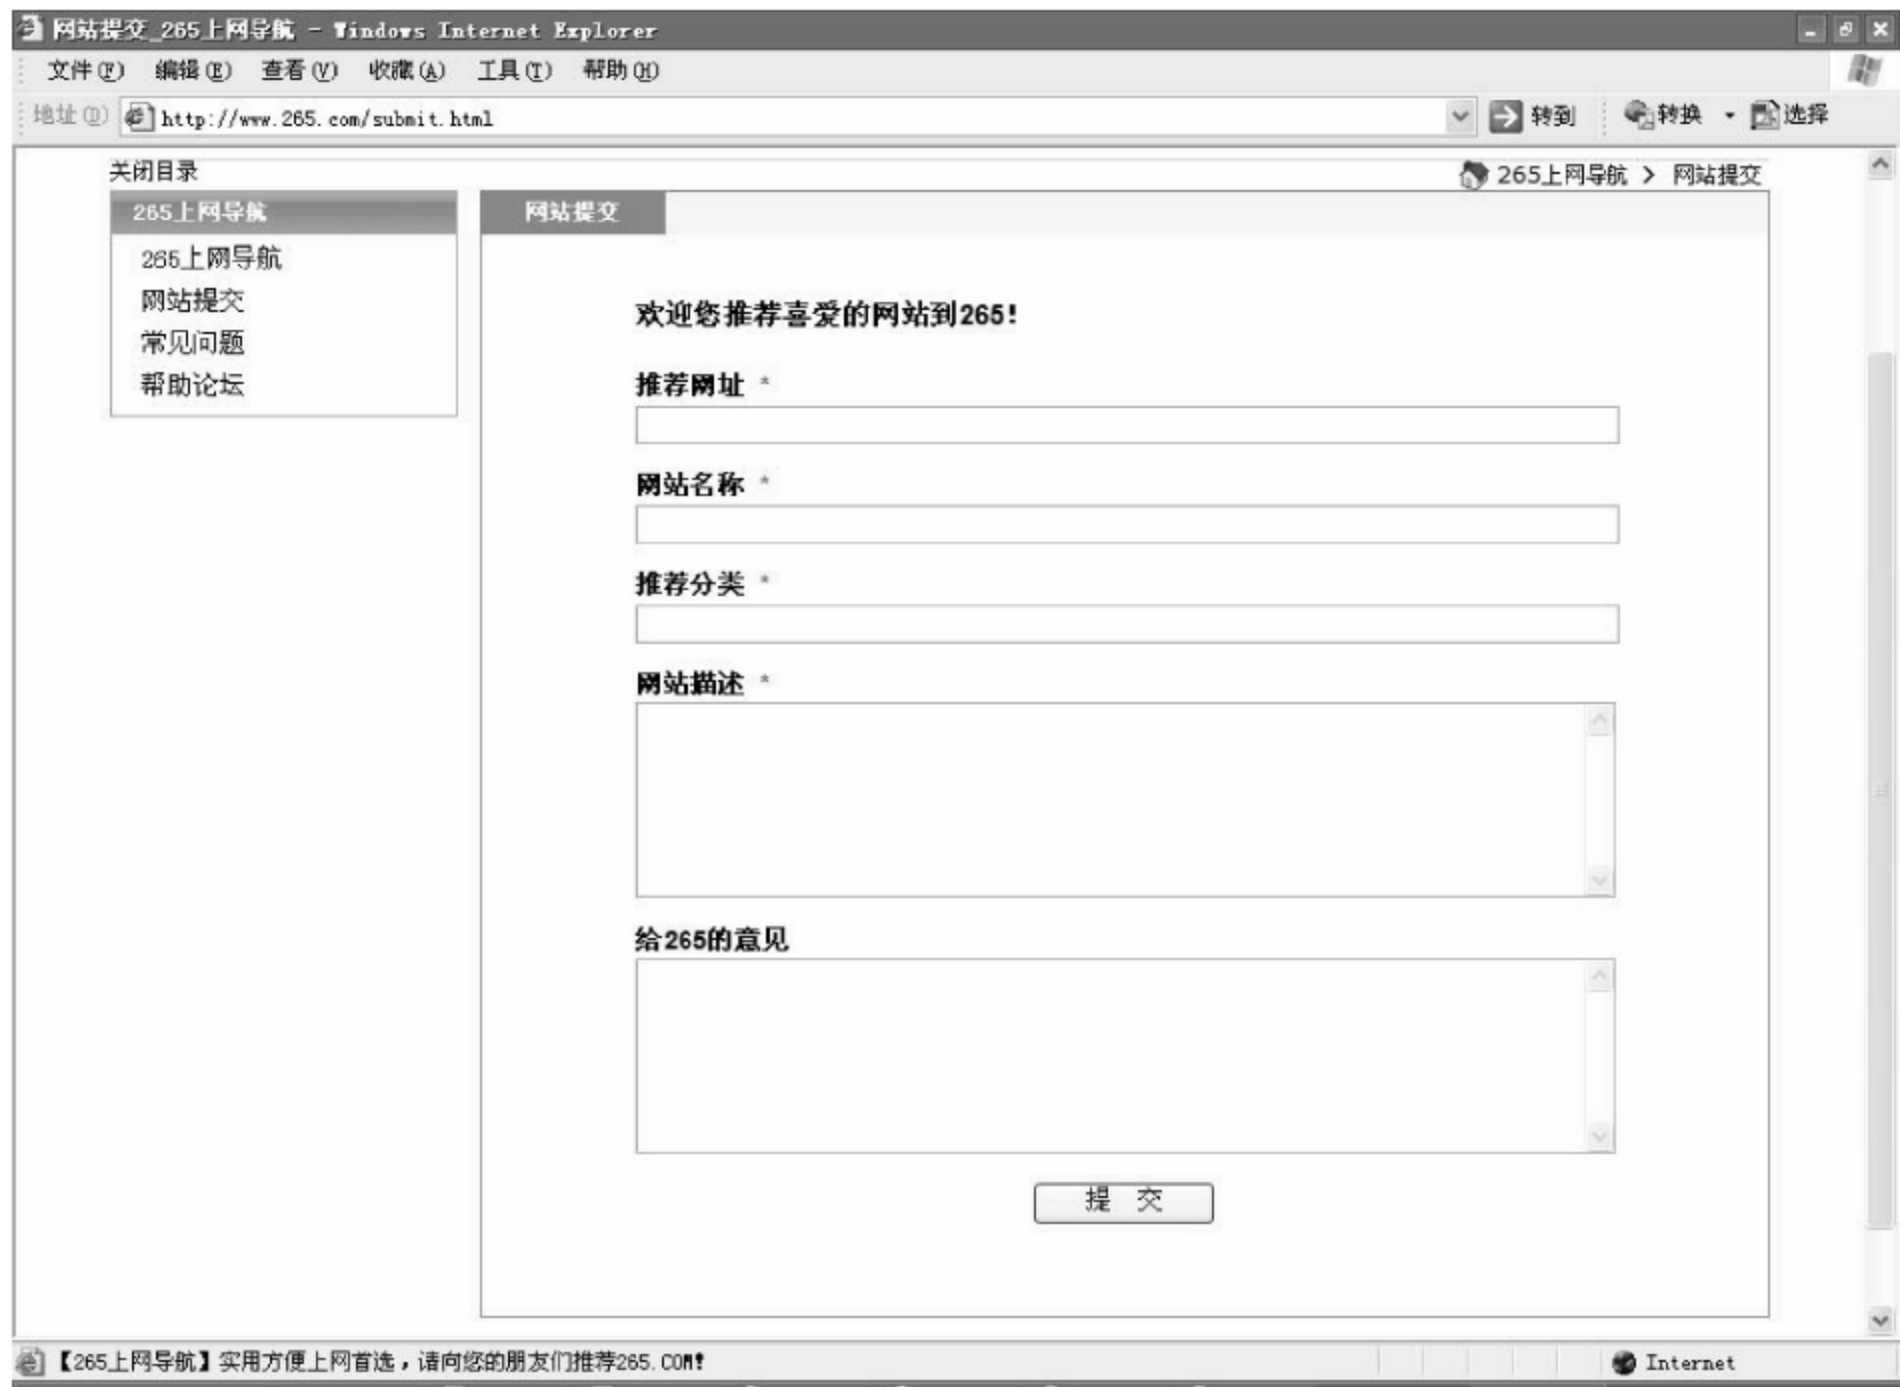 网站提交_265上网导航 - Windows Internet Explorer
文件(F) 编辑(E) 查看(V) 收藏(A) 工具(T) 帮助(H)
地址(D) http://www.265.com/submit.html 转到 转换 选择
关闭目录
265上网导航 > 网站提交
265上网导航
网站提交
265上网导航
网站提交
常见问题
帮助论坛
欢迎您推荐喜爱的网站到265!
推荐网址 *
网站名称 *
推荐分类 *
网站描述 *
给265的意见
提 交
【265上网导航】实用方便上网首选，请向您的朋友们推荐265.COM!
Internet